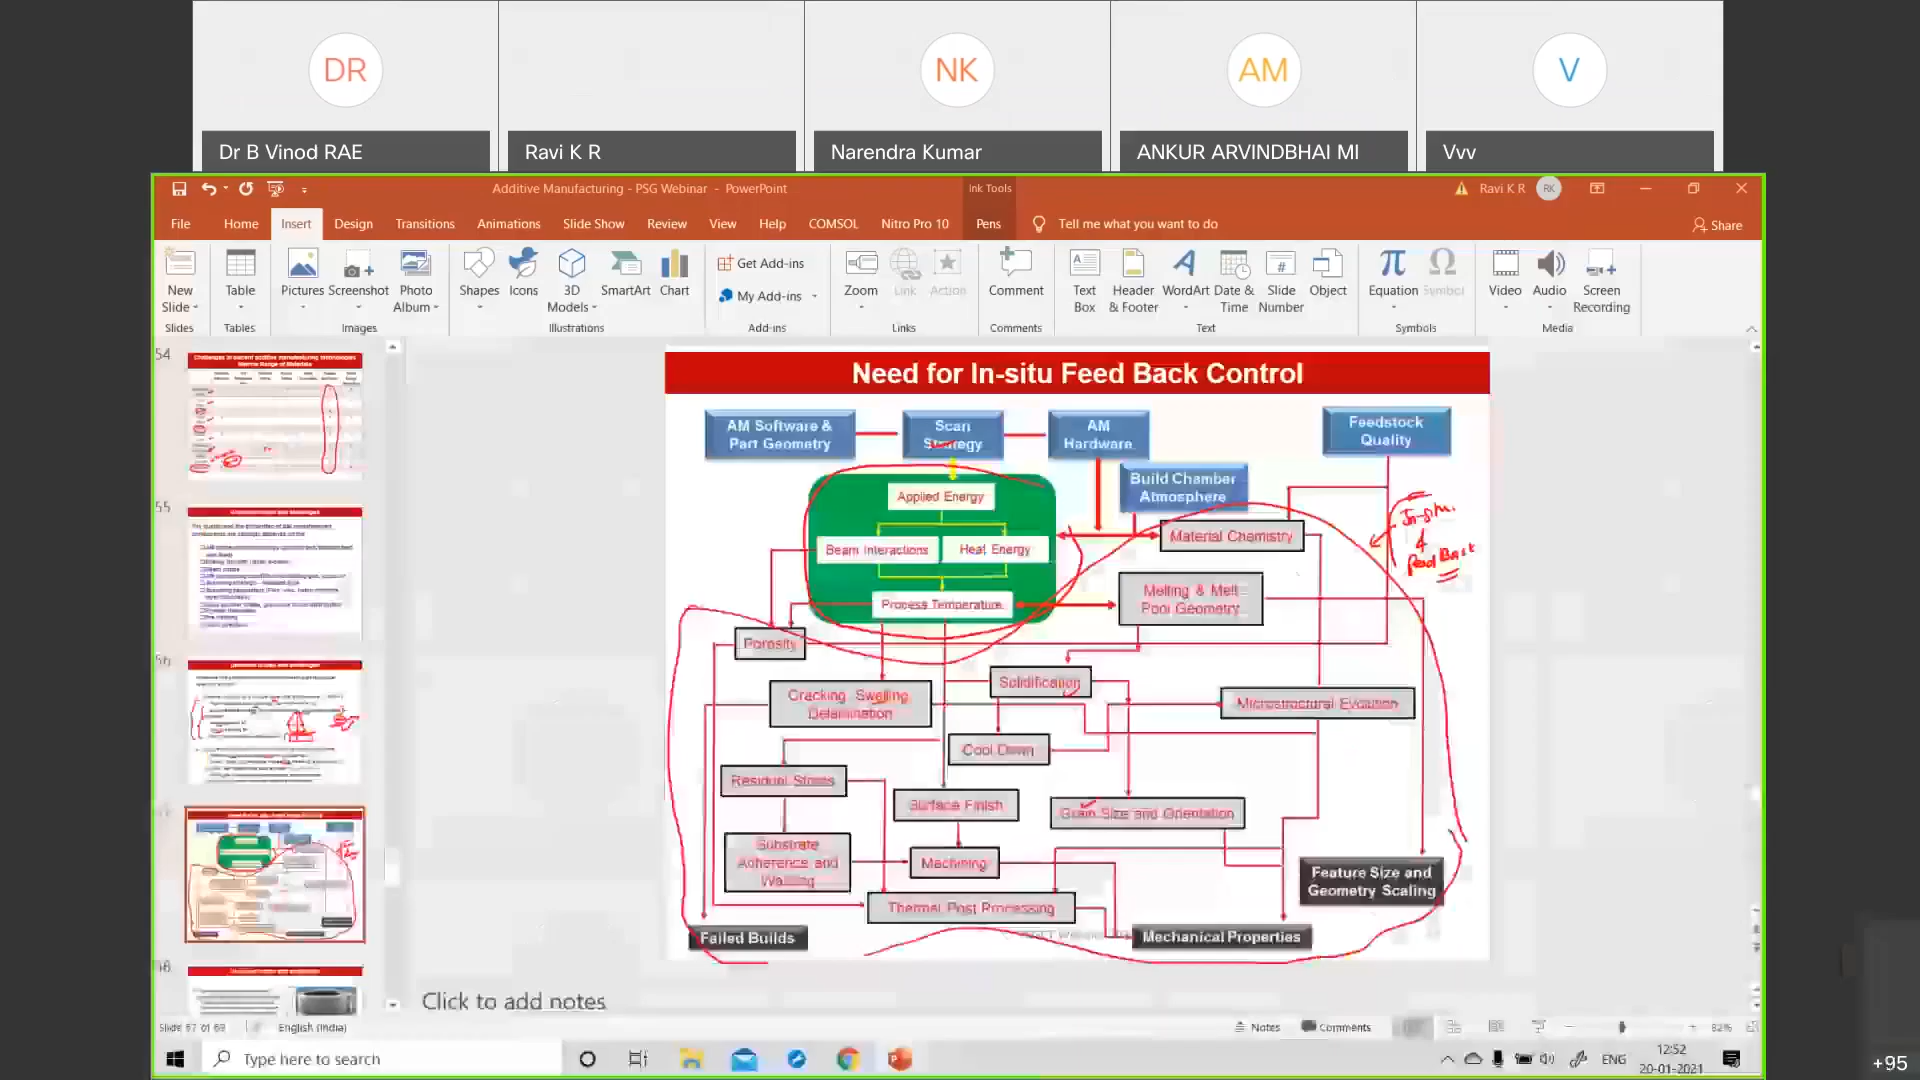 DR
NK
AM
V
Dr B Vinod RAE
Ravi K R
Narendra Kumar
ANKUR ARVINDBHAI MI
Vvv
Additive Manufacturing - PSG Webinar - PowerPoint
Ink Tools
Ravi K R
RK
File
Home
Insert
Design
Transitions
Animations
Slide Show
Review
View
Help
COMSOL
Nitro Pro 10
Pens
Tell me what you want to do
Share
New
Slide
Table
Pictures
Screenshot
Photo
Album
Shapes
Icons
3D
Models
SmartArt
Chart
Get Add-ins
My Add-ins
Zoom
Link
Action
Comment
Text
Box
Header
& Footer
WordArt
Date &
Time
Slide
Number
Object
Equation
Symbol
Video
Audio
Screen
Recording
Slides
Tables
Images
Illustrations
Add-ins
Links
Comments
Text
Symbols
Media
54
55
56
Need for In-situ Feed Back Control
AM Software &
Part Geometry
Scan
Strategy
AM
Hardware
Feedstock
Quality
Build Chamber
Atmosphere
Applied Energy
Beam Interactions
Heat Energy
Process Temperature
Material Chemistry
In-situ
&
Feed Back
Melting & Melt
Pool Geometry
Porosity
Solidification
Cracking Swelling
Delamination
Microstructural Evolution
Cool Down
Residual Stress
Surface Finish
Grain Size and Orientation
Substrate
Adherence and
Machining
Feature Size and
Geometry Scaling
Thermal Post Processing
Failed Builds
Mechanical Properties
Click to add notes
English (India)
Notes
Comments
82%
Type here to search
ENG
12:52
20-01-2021
+95